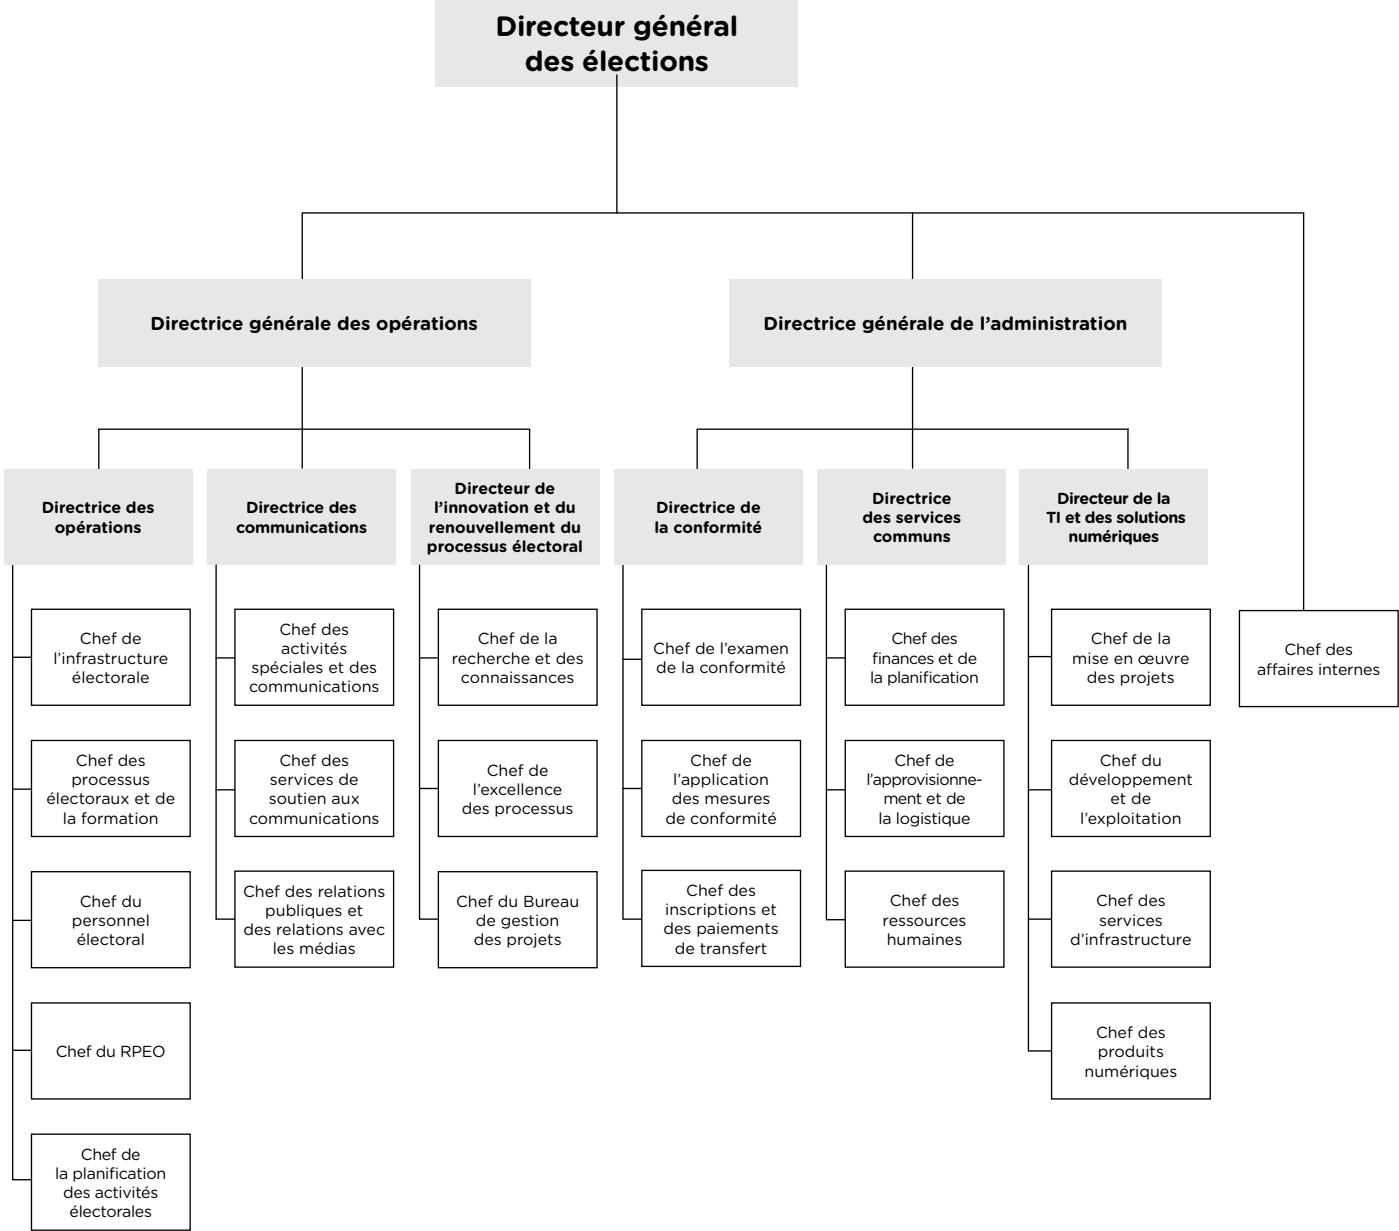 Directeur général
des élections
Directrice générale des opérations
Directrice générale de l’administration
Directrice des
opérations
Directrice des
communications
Directeur de
l’innovation et du
renouvellement du
processus électoral
Directrice de
la conformité
Directrice
des services
communs
Directeur de la
TI et des solutions
numériques
Chef de
l’infrastructure
électorale
Chef des
processus
électoraux et de
la formation
Chef du
personnel
électoral
Chef du RPEO
Chef de
la planification
des activités
électorales
Chef des
activités
spéciales et des
communications
Chef des
services de
soutien aux
communications
Chef des relations
publiques et
des relations avec
les médias
Chef de la
recherche et des
connaissances
Chef de
l’excellence
des processus
Chef du Bureau
de gestion
des projets
Chef de l’examen
de la conformité
Chef de
l’application
des mesures
de conformité
Chef des
inscriptions et
des paiements
de transfert
Chef des
finances et de
la planification
Chef de
l’approvisionne-
ment et de
la logistique
Chef des
ressources
humaines
Chef de la
mise en œuvre
des projets
Chef du
développement
et de
l’exploitation
Chef des
services
d’infrastructure
Chef des
produits
numériques
Chef des
affaires internes